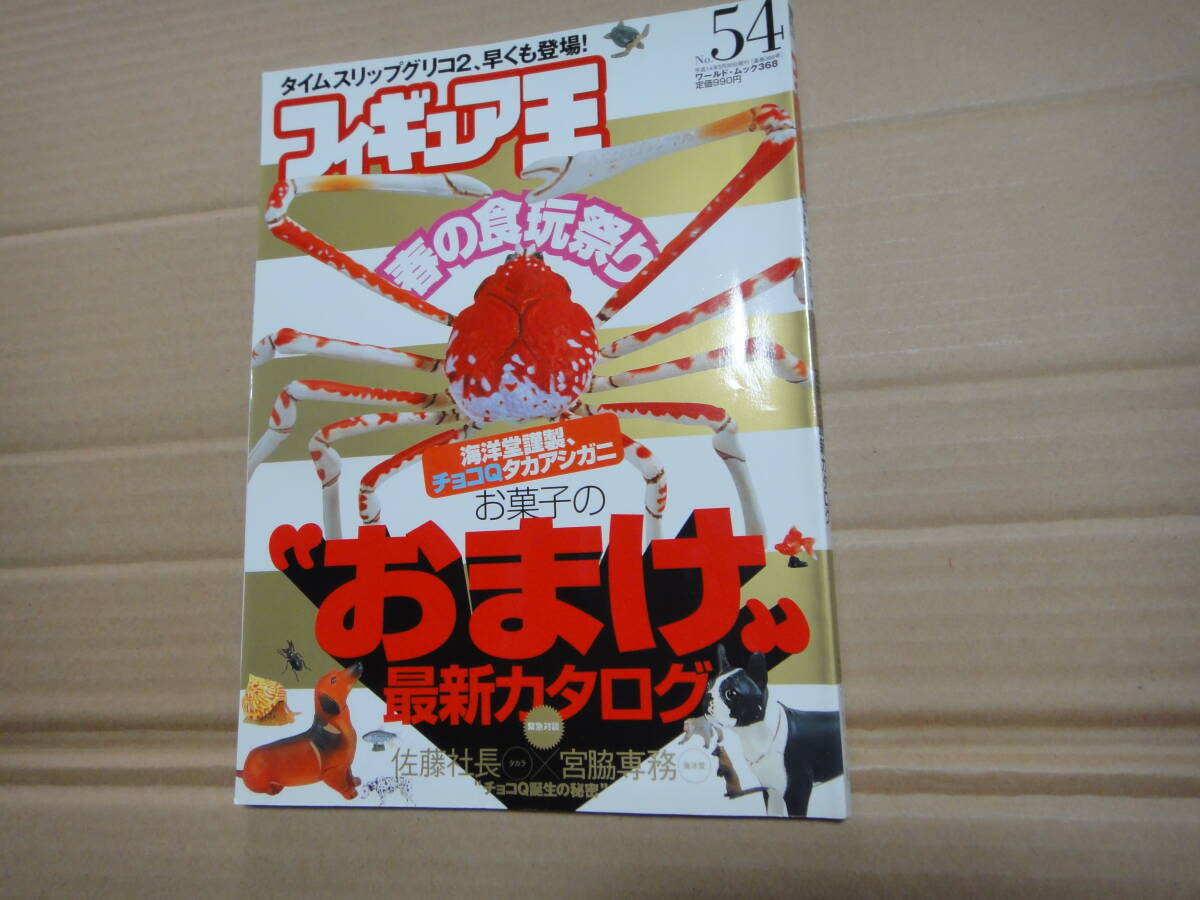 タイムスリップグリコ2、早くも登場!
No.54
ワールド・ムック368
定価990円
フィギュア王
春の食玩祭り
海洋堂謹製、
チョコQタカアシガニ
お菓子の
“おまけ”
最新カタログ
緊急対談
佐藤社長 タカラ × 宮脇専務 海洋堂
“チョコQ誕生の秘密”